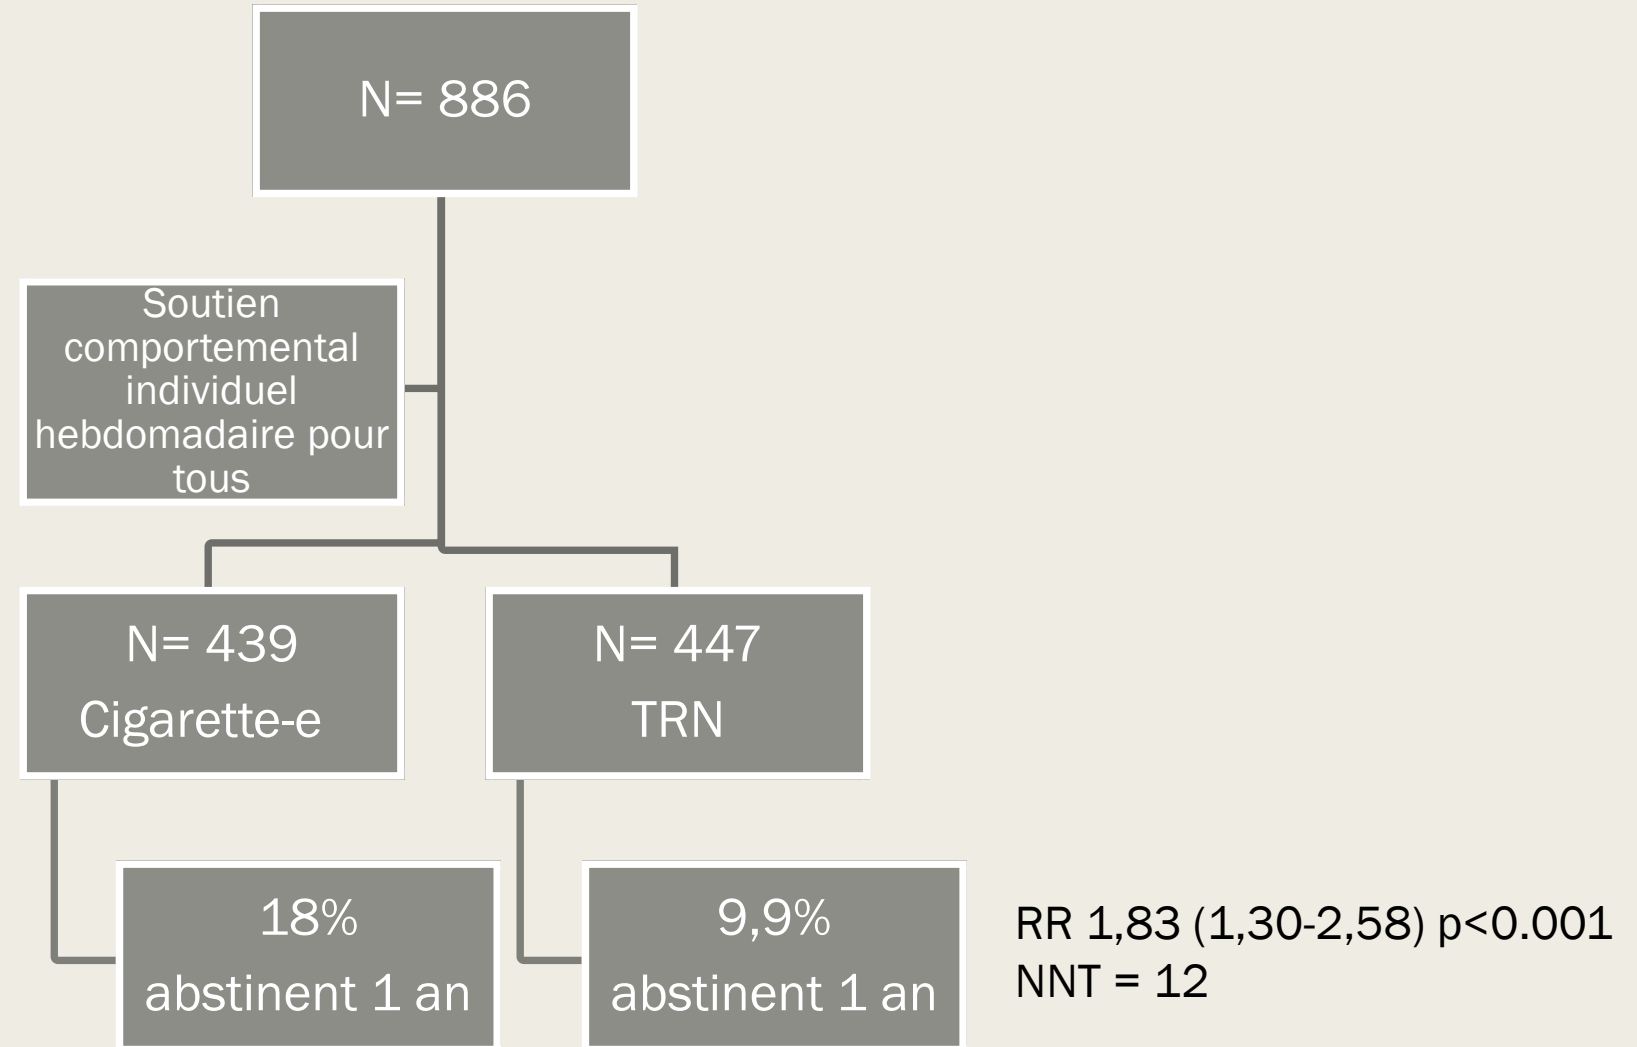 N= 886
Soutien
comportemental
individuel
hebdomadaire pour
tous
N= 439
Cigarette-e
N= 447
TRN
18%
abstinent 1 an
9,9%
abstinent 1 an
RR 1,83 (1,30-2,58) p<0.001
NNT = 12